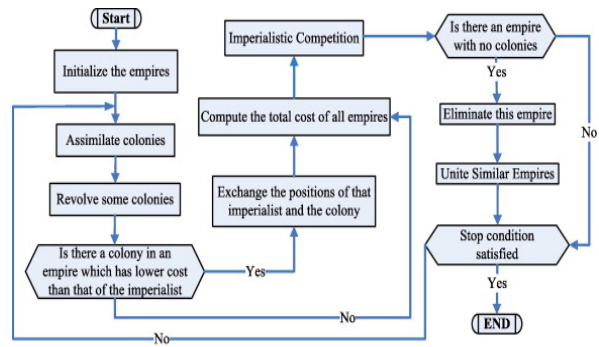 Start
Initialize the empires
Assimilate colonies
Revolve some colonies
Is there a colony in an
empire which has lower cost
than that of the imperialist
Yes
No
Exchange the positions of that
imperialist and the colony
Compute the total cost of all empires
Imperialistic Competition
Is there an empire
with no colonies
Yes
No
Eliminate this empire
Unite Similar Empires
Stop condition
satisfied
Yes
No
END